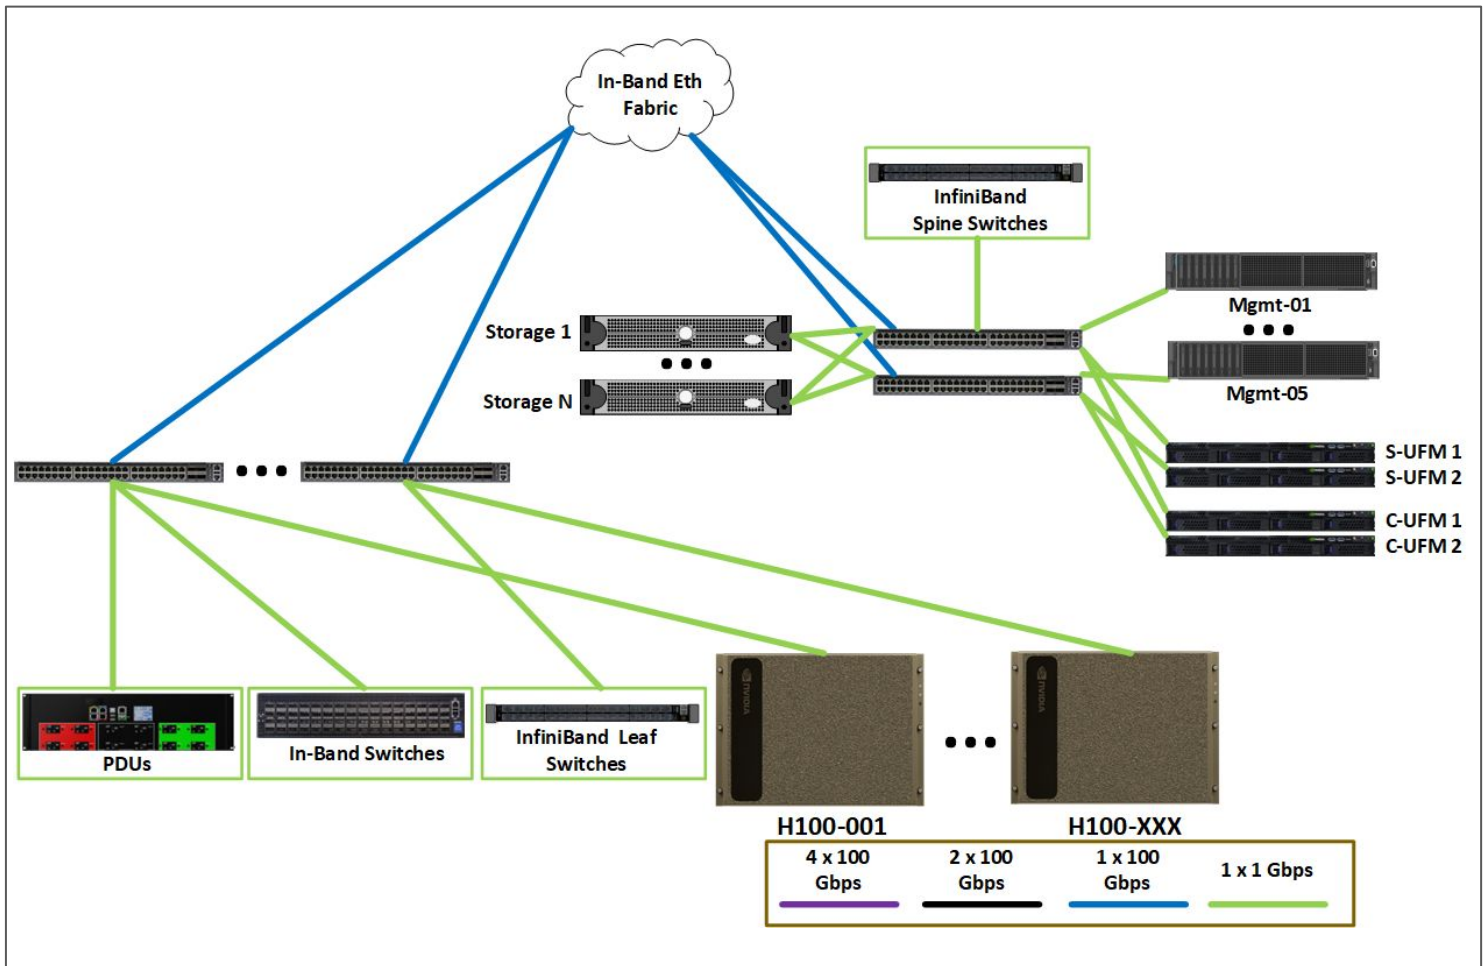 In-Band Eth
Fabric
InfiniBand
Spine Switches
Mgmt-01
Storage 1
Mgmt-05
Storage N
S-UFM 1
S-UFM 2
C-UFM 1
C-UFM 2
NVIDIA
NVIDIA
PDUs
In-Band Switches
InfiniBand Leaf
Switches
H100-001
H100-XXX
4 x 100
Gbps
2 x 100
Gbps
1 x 100
Gbps
1 x 1 Gbps